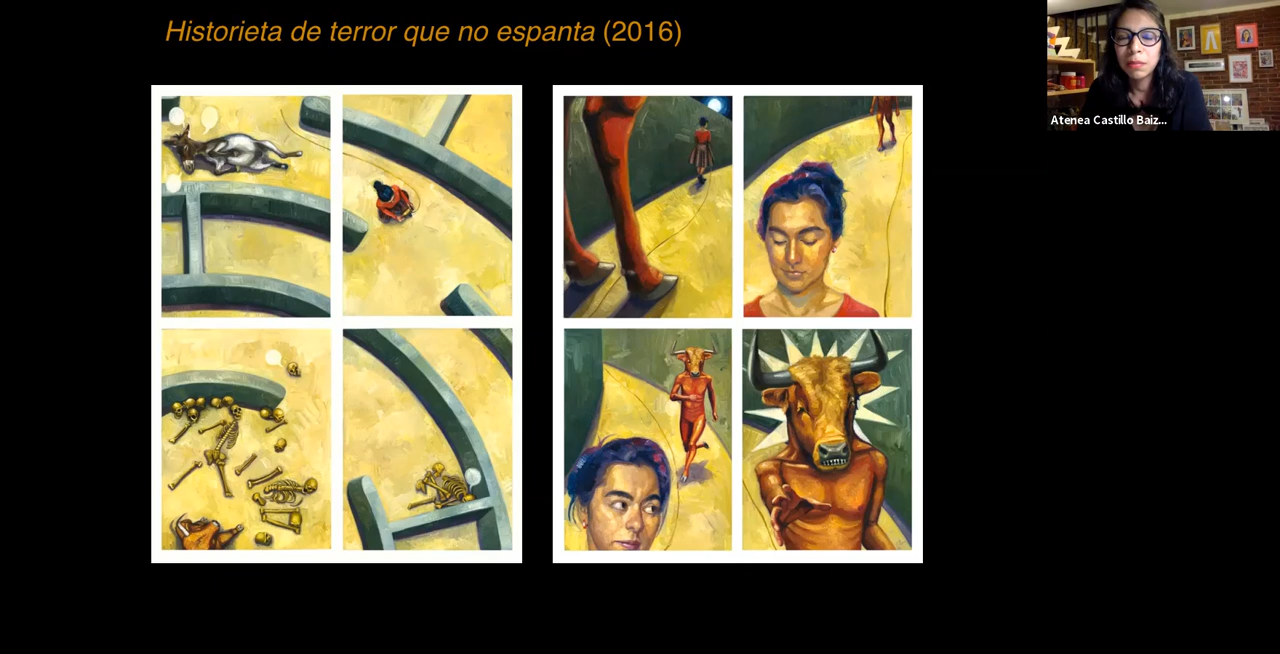 Historieta de terror que no espanta (2016)
Atenea Castillo Baiz...